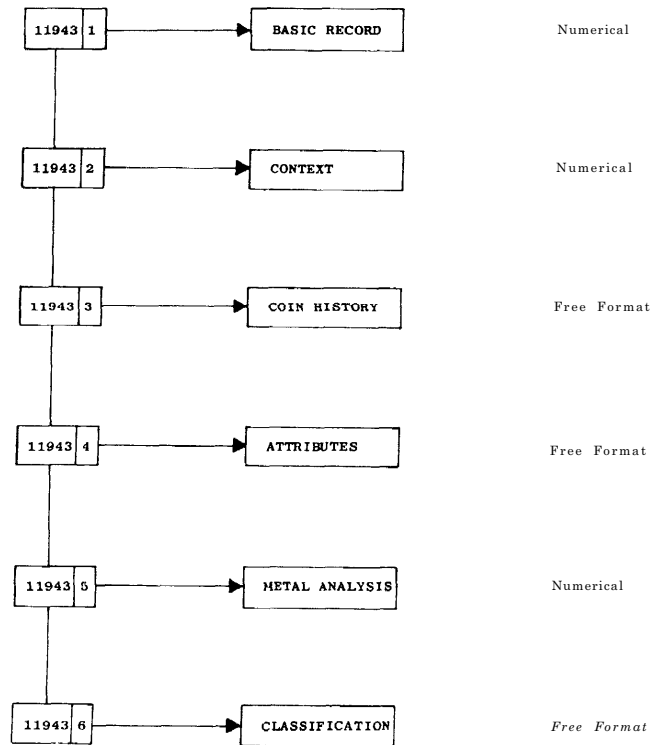 11943 1 BASIC RECORD Numerical
11943 2 CONTEXT Numerical
11943 3 COIN HISTORY Free Format
11943 4 ATTRIBUTES Free Format
11943 5 METAL ANALYSIS Numerical
11943 6 CLASSIFICATION Free Format